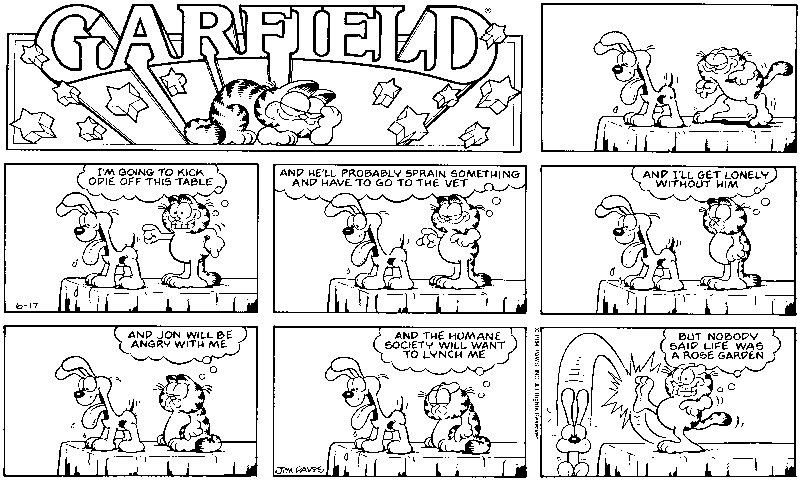 GARFIELD
I'M GOING TO KICK
ODIE OFF THIS TABLE
6-17
AND HE'LL PROBABLY SPRAIN SOMETHING
AND HAVE TO GO TO THE VET
AND I'LL GET LONELY
WITHOUT HIM
AND JON WILL BE
ANGRY WITH ME
AND THE HUMANE
SOCIETY WILL WANT
TO LYNCH ME
JIM DAVIS
BUT NOBODY
SAID LIFE WAS
A ROSE GARDEN